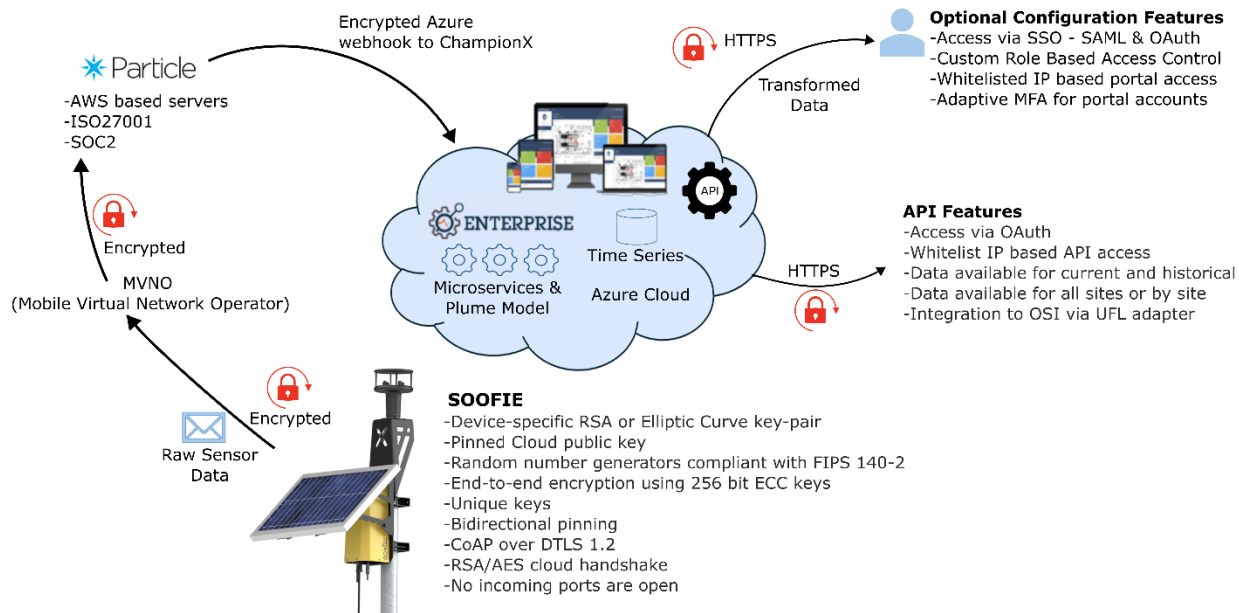 Encrypted Azure
webhook to ChampionX
Particle
-AWS based servers
-ISO27001
-SOC2
Encrypted
MVNO
(Mobile Virtual Network Operator)
Encrypted
Raw Sensor
Data
HTTPS
Transformed
Data
Optional Configuration Features
-Access via SSO - SAML & OAuth
-Custom Role Based Access Control
-Whitelisted IP based portal access
-Adaptive MFA for portal accounts
API
ENTERPRISE
Time Series
Microservices &
Plume Model
Azure Cloud
HTTPS
API Features
-Access via OAuth
-Whitelist IP based API access
-Data available for current and historical
-Data available for all sites or by site
-Integration to OSI via UFL adapter
SOOFIE
-Device-specific RSA or Elliptic Curve key-pair
-Pinned Cloud public key
-Random number generators compliant with FIPS 140-2
-End-to-end encryption using 256 bit ECC keys
-Unique keys
-Bidirectional pinning
-CoAP over DTLS 1.2
-RSA/AES cloud handshake
-No incoming ports are open